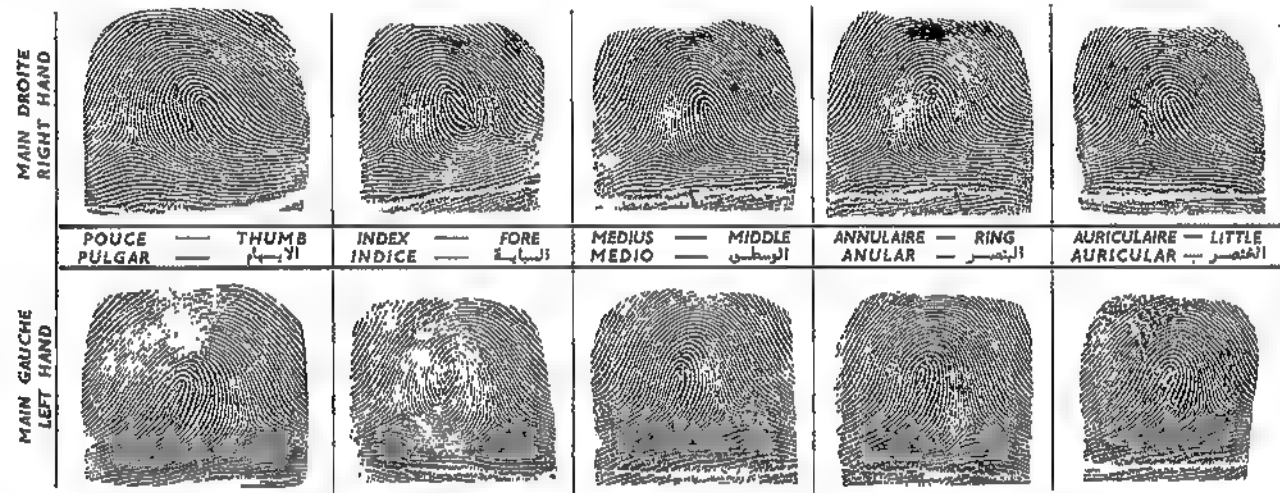 MAIN DROITE
RIGHT HAND
POUCE — THUMB
PULGAR — الإبهام
INDEX — FORE
INDICE — السبابة
MEDIUS — MIDDLE
MEDIO — الوسطى
ANNULAIRE — RING
ANULAR — البنصر
AURICULAIRE — LITTLE
AURICULAR — الخنصر
MAIN GAUCHE
LEFT HAND